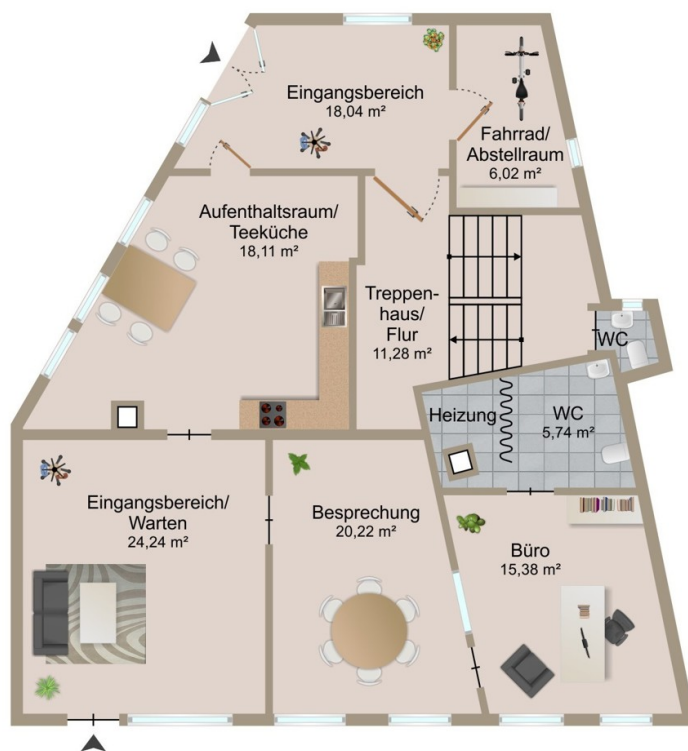 Eingangsbereich
18,04 m²
Fahrrad/
Abstellraum
6,02 m²
Aufenthaltsraum/
Teeküche
18,11 m²
Treppen-
haus/
Flur
11,28 m²
WC
Heizung
WC
5,74 m²
Eingangsbereich/
Warten
24,24 m²
Besprechung
20,22 m²
Büro
15,38 m²